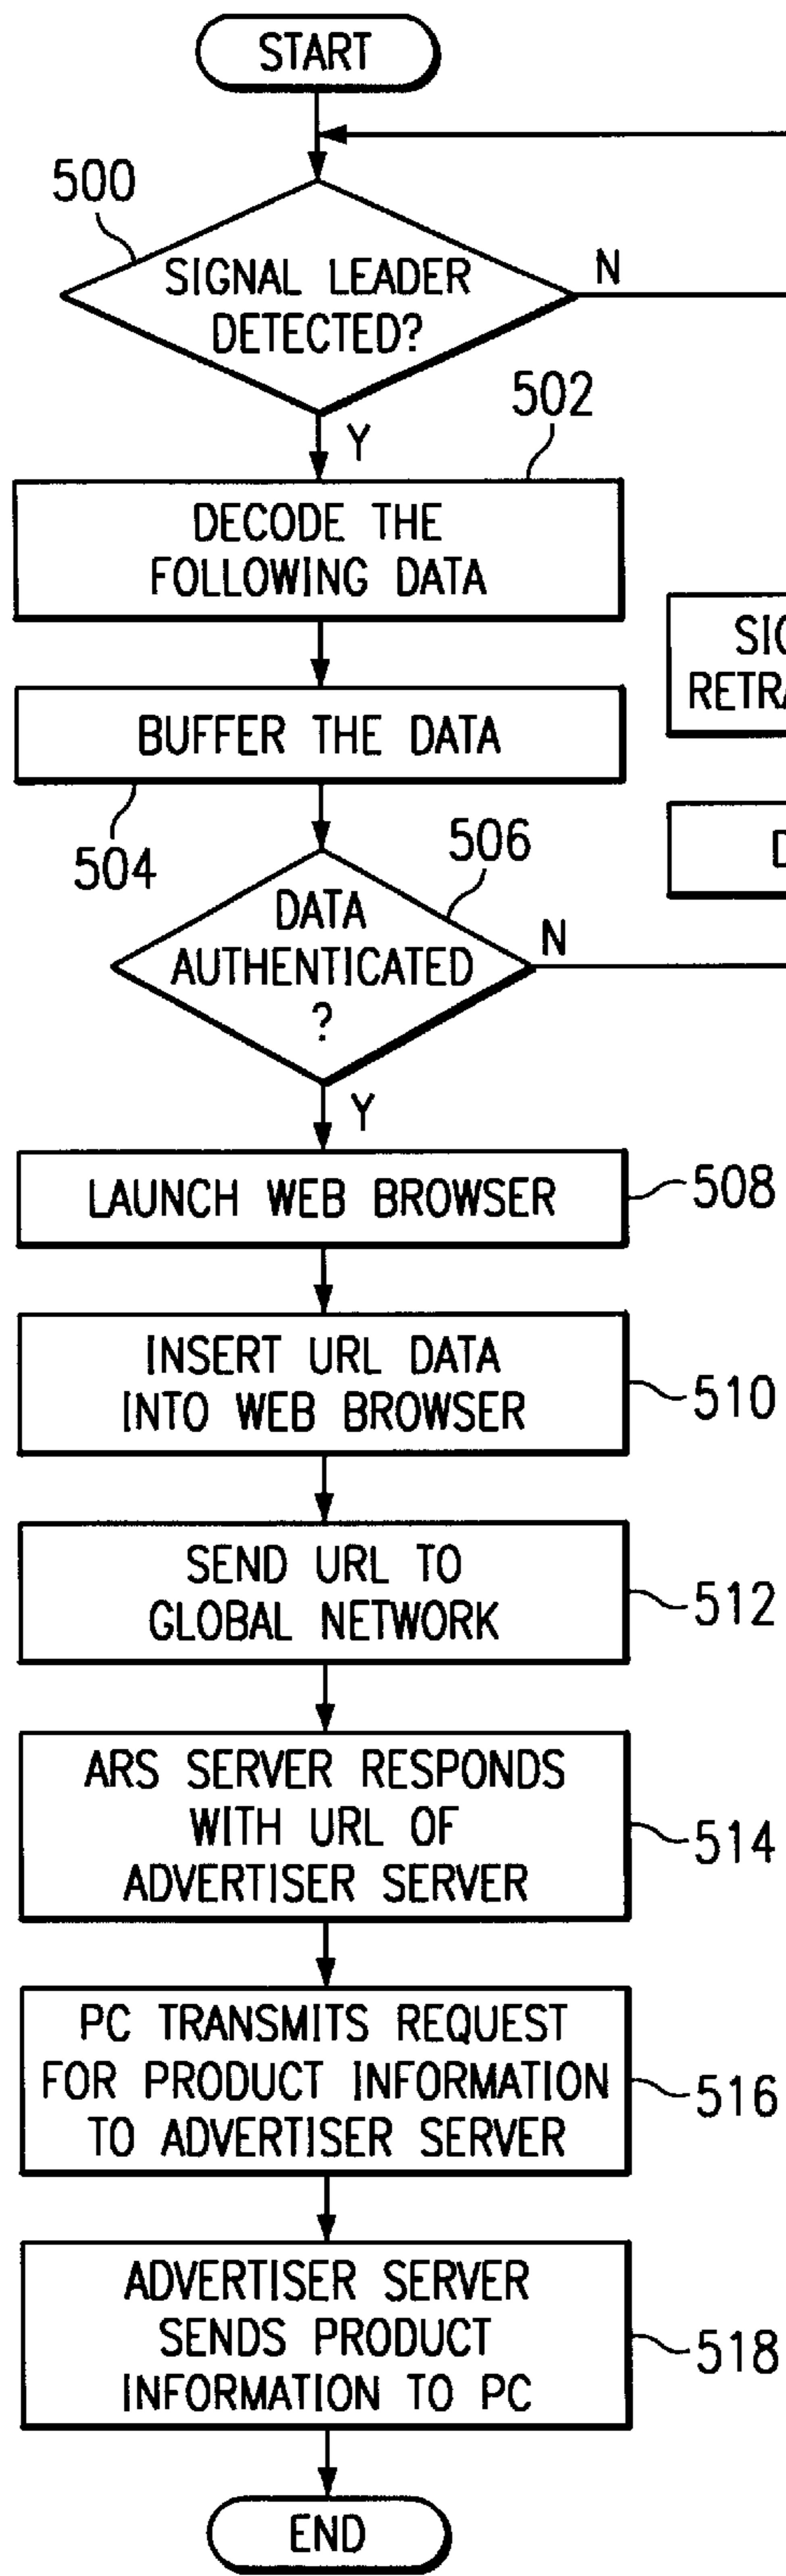 START
500
SIGNAL LEADER
DETECTED?
N
Y
502
DECODE THE
FOLLOWING DATA
BUFFER THE DATA
504
506
DATA
AUTHENTICATED
?
N
Y
LAUNCH WEB BROWSER
508
INSERT URL DATA
INTO WEB BROWSER
510
SEND URL TO
GLOBAL NETWORK
512
ARS SERVER RESPONDS
WITH URL OF
ADVERTISER SERVER
514
PC TRANSMITS REQUEST
FOR PRODUCT INFORMATION
TO ADVERTISER SERVER
516
ADVERTISER SERVER
SENDS PRODUCT
INFORMATION TO PC
518
END